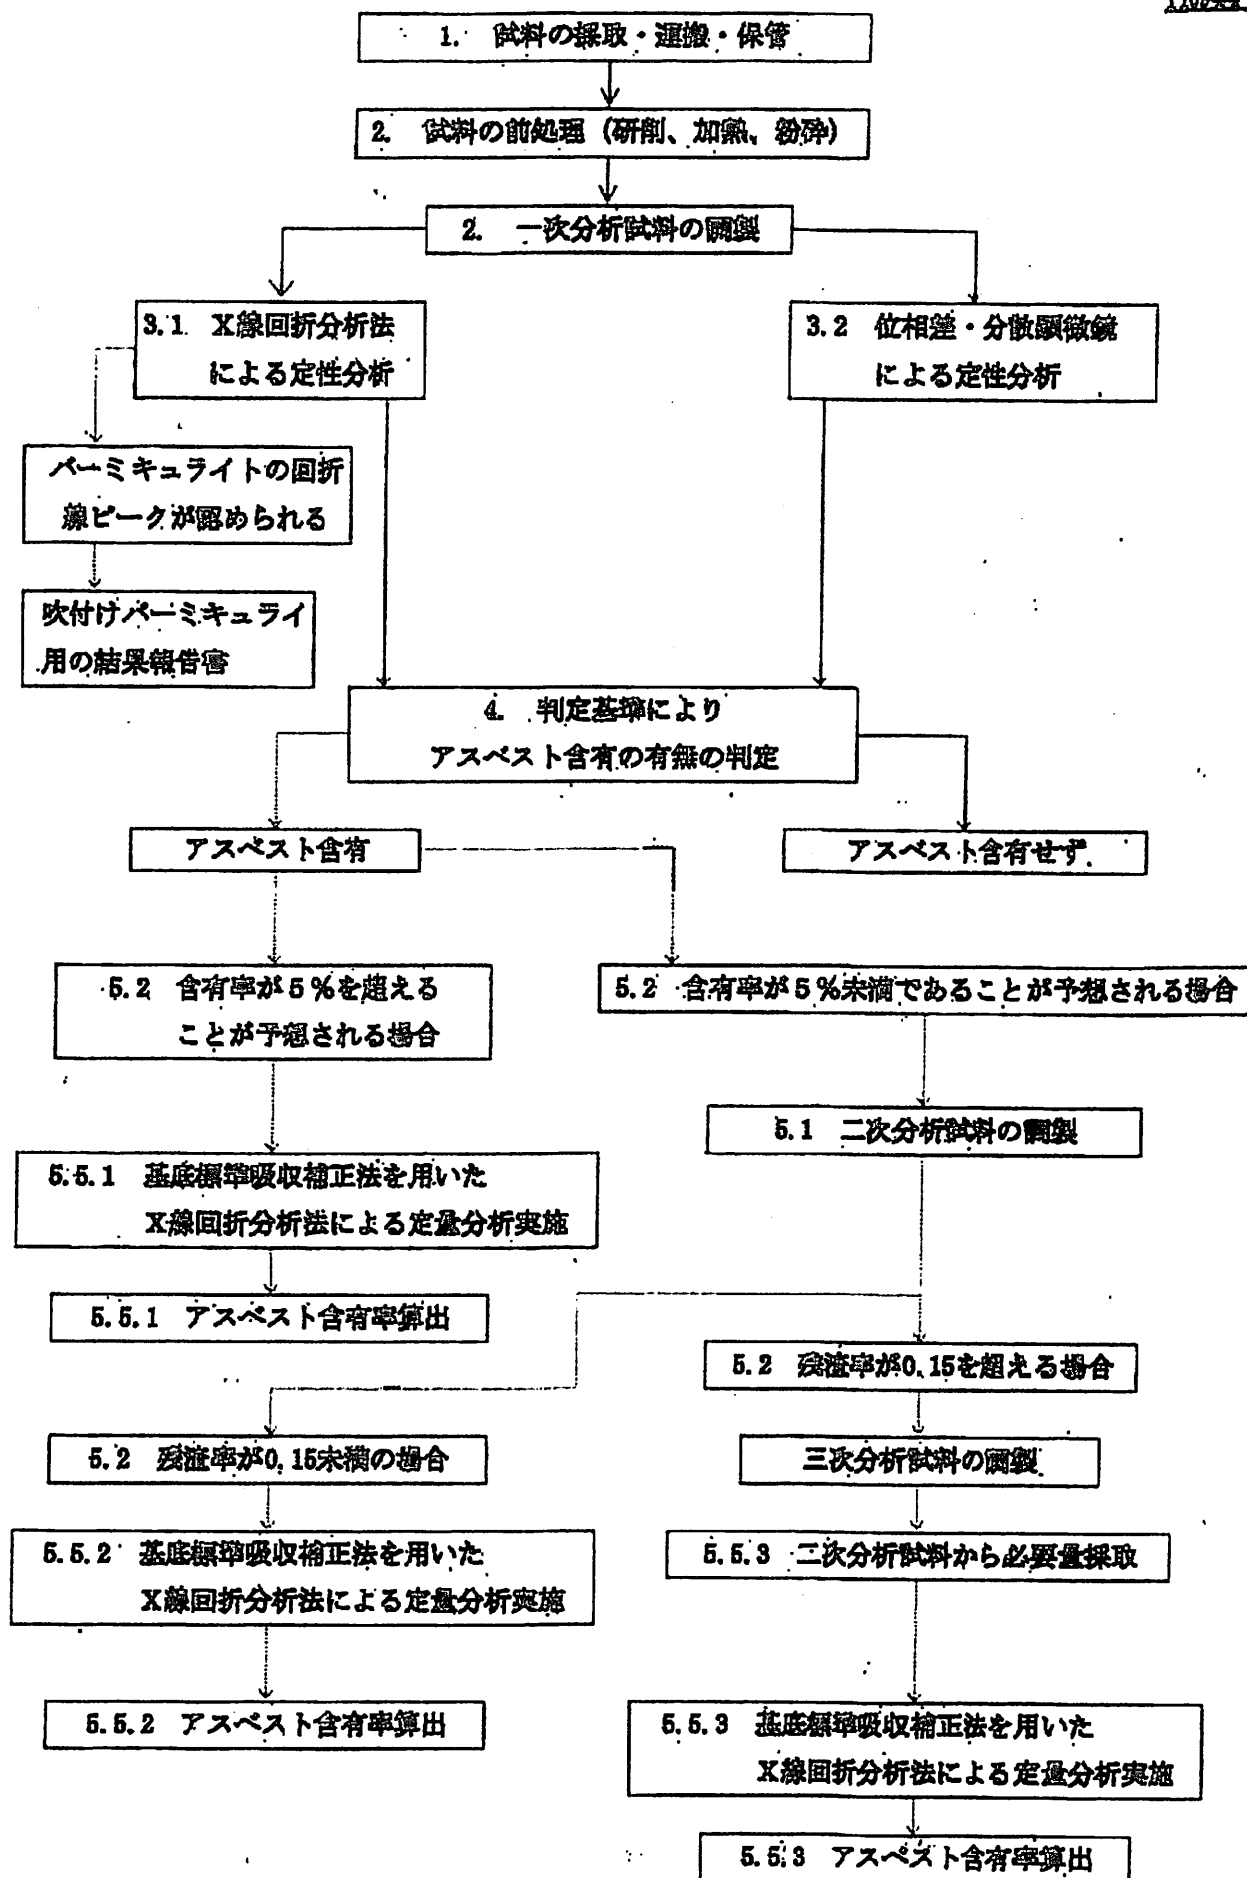 1. 試料の採取・運搬・保管
2. 試料の前処理（研削、加熱、粉砕）
2. 一次分析試料の調製
3.1 X線回折分析法
による定性分析
3.2 位相差・分散顕微鏡
による定性分析
バーミキュライトの回折
線ピークが認められる
吹付けバーミキュライ
用の結果報告書
4. 判定基準により
アスベスト含有の有無の判定
アスベスト含有
アスベスト含有せず
5.2 含有率が5%を超える
ことが予想される場合
5.2 含有率が5%未満であることが予想される場合
5.1 二次分析試料の調製
5.5.1 基底標準吸収補正法を用いた
X線回折分析法による定量分析実施
5.5.1 アスベスト含有率算出
5.2 残渣率が0.15を超える場合
5.2 残渣率が0.15未満の場合
三次分析試料の調製
5.5.2 基底標準吸収補正法を用いた
X線回折分析法による定量分析実施
5.5.3 二次分析試料から必要量採取
5.5.2 アスベスト含有率算出
5.5.3 基底標準吸収補正法を用いた
X線回折分析法による定量分析実施
5.5.3 アスベスト含有率算出